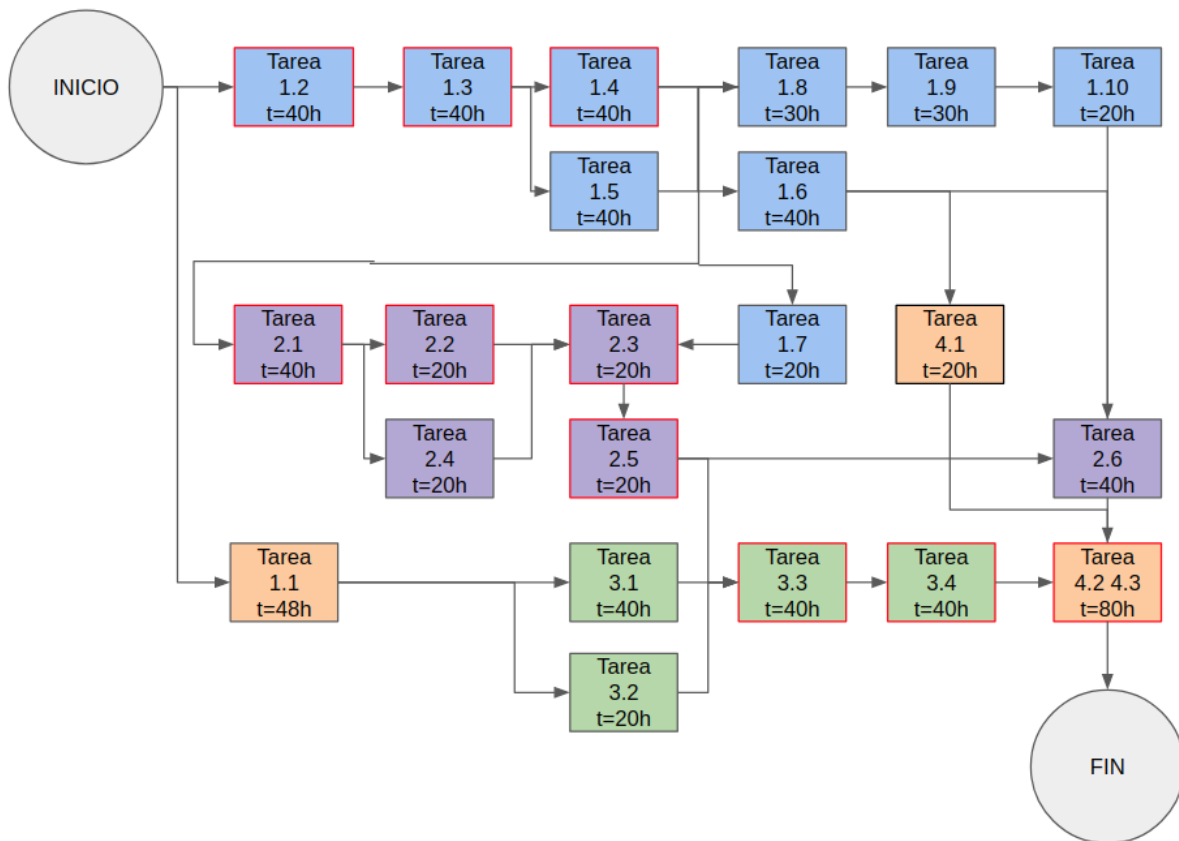 INICIO
Tarea
1.2
t=40h
Tarea
1.3
t=40h
Tarea
1.4
t=40h
Tarea
1.8
t=30h
Tarea
1.9
t=30h
Tarea
1.10
t=20h
Tarea
1.5
t=40h
Tarea
1.6
t=40h
Tarea
2.1
t=40h
Tarea
2.2
t=20h
Tarea
2.3
t=20h
Tarea
1.7
t=20h
Tarea
4.1
t=20h
Tarea
2.4
t=20h
Tarea
2.5
t=20h
Tarea
2.6
t=40h
Tarea
1.1
t=48h
Tarea
3.1
t=40h
Tarea
3.3
t=40h
Tarea
3.4
t=40h
Tarea
4.2 4.3
t=80h
Tarea
3.2
t=20h
FIN